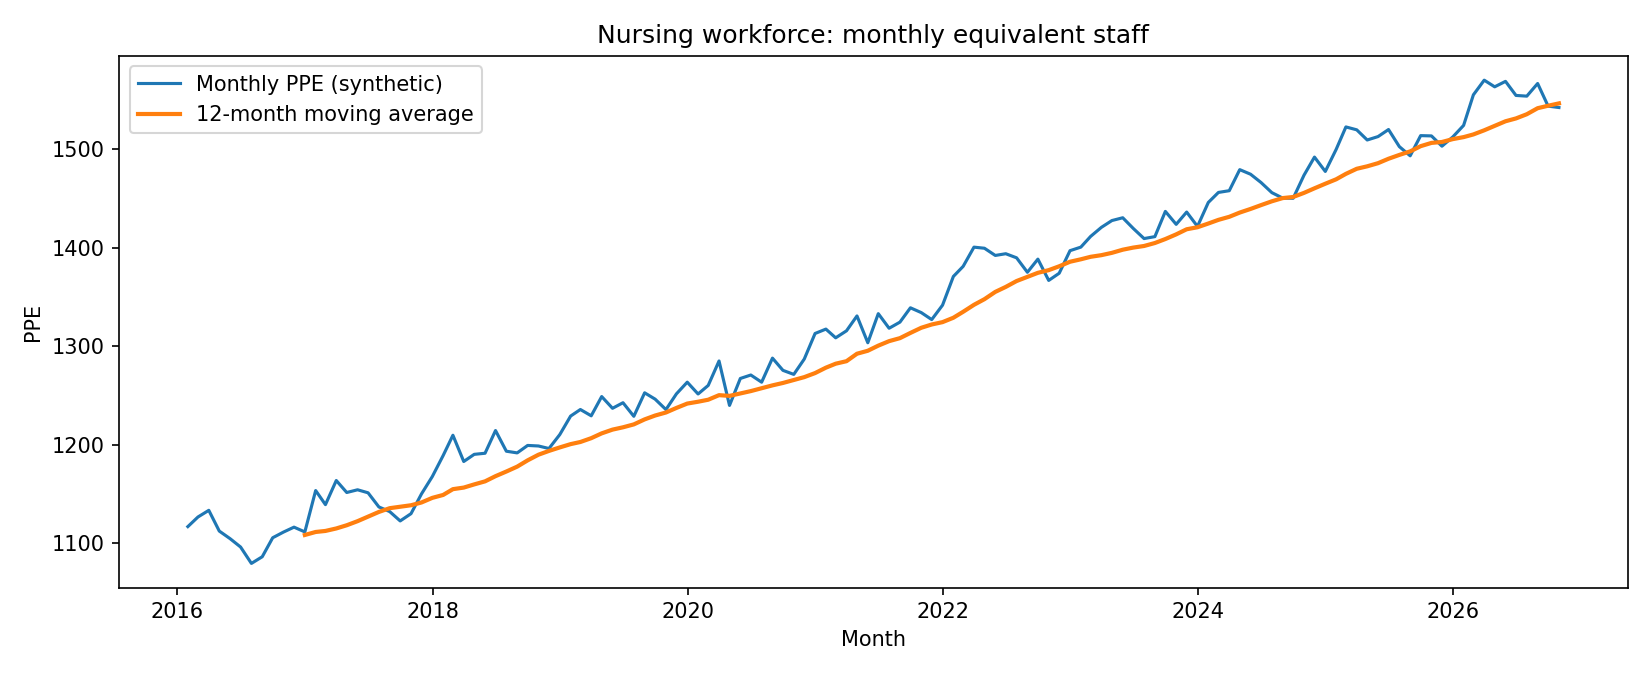 Nursing workforce: monthly equivalent staff
Monthly PPE (synthetic)
12-month moving average
PPE
1500
1400
1300
1200
1100
2016 2018 2020 2022 2024 2026
Month